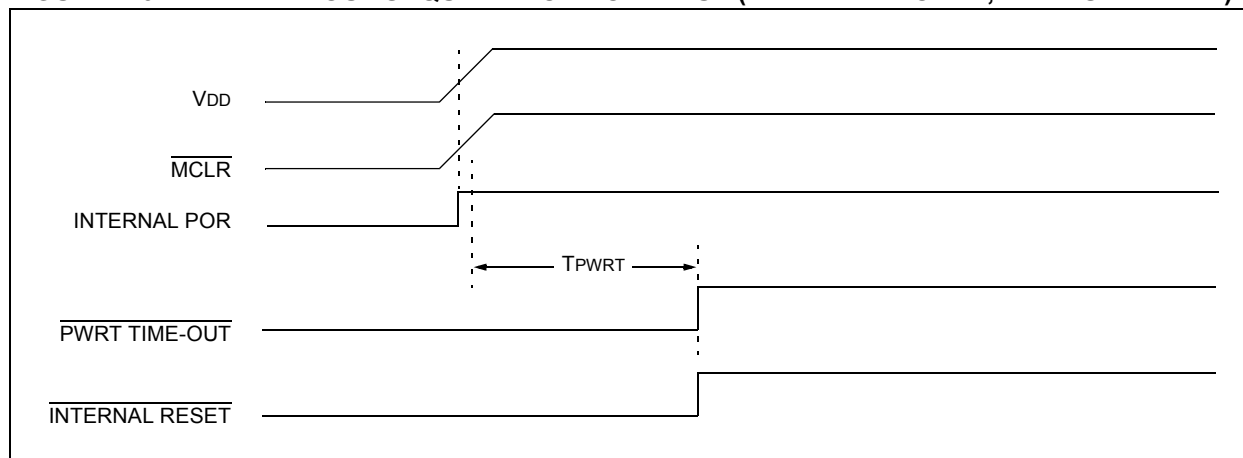 VDD
MCLR
INTERNAL POR
TPWRT
PWRT TIME-OUT
INTERNAL RESET